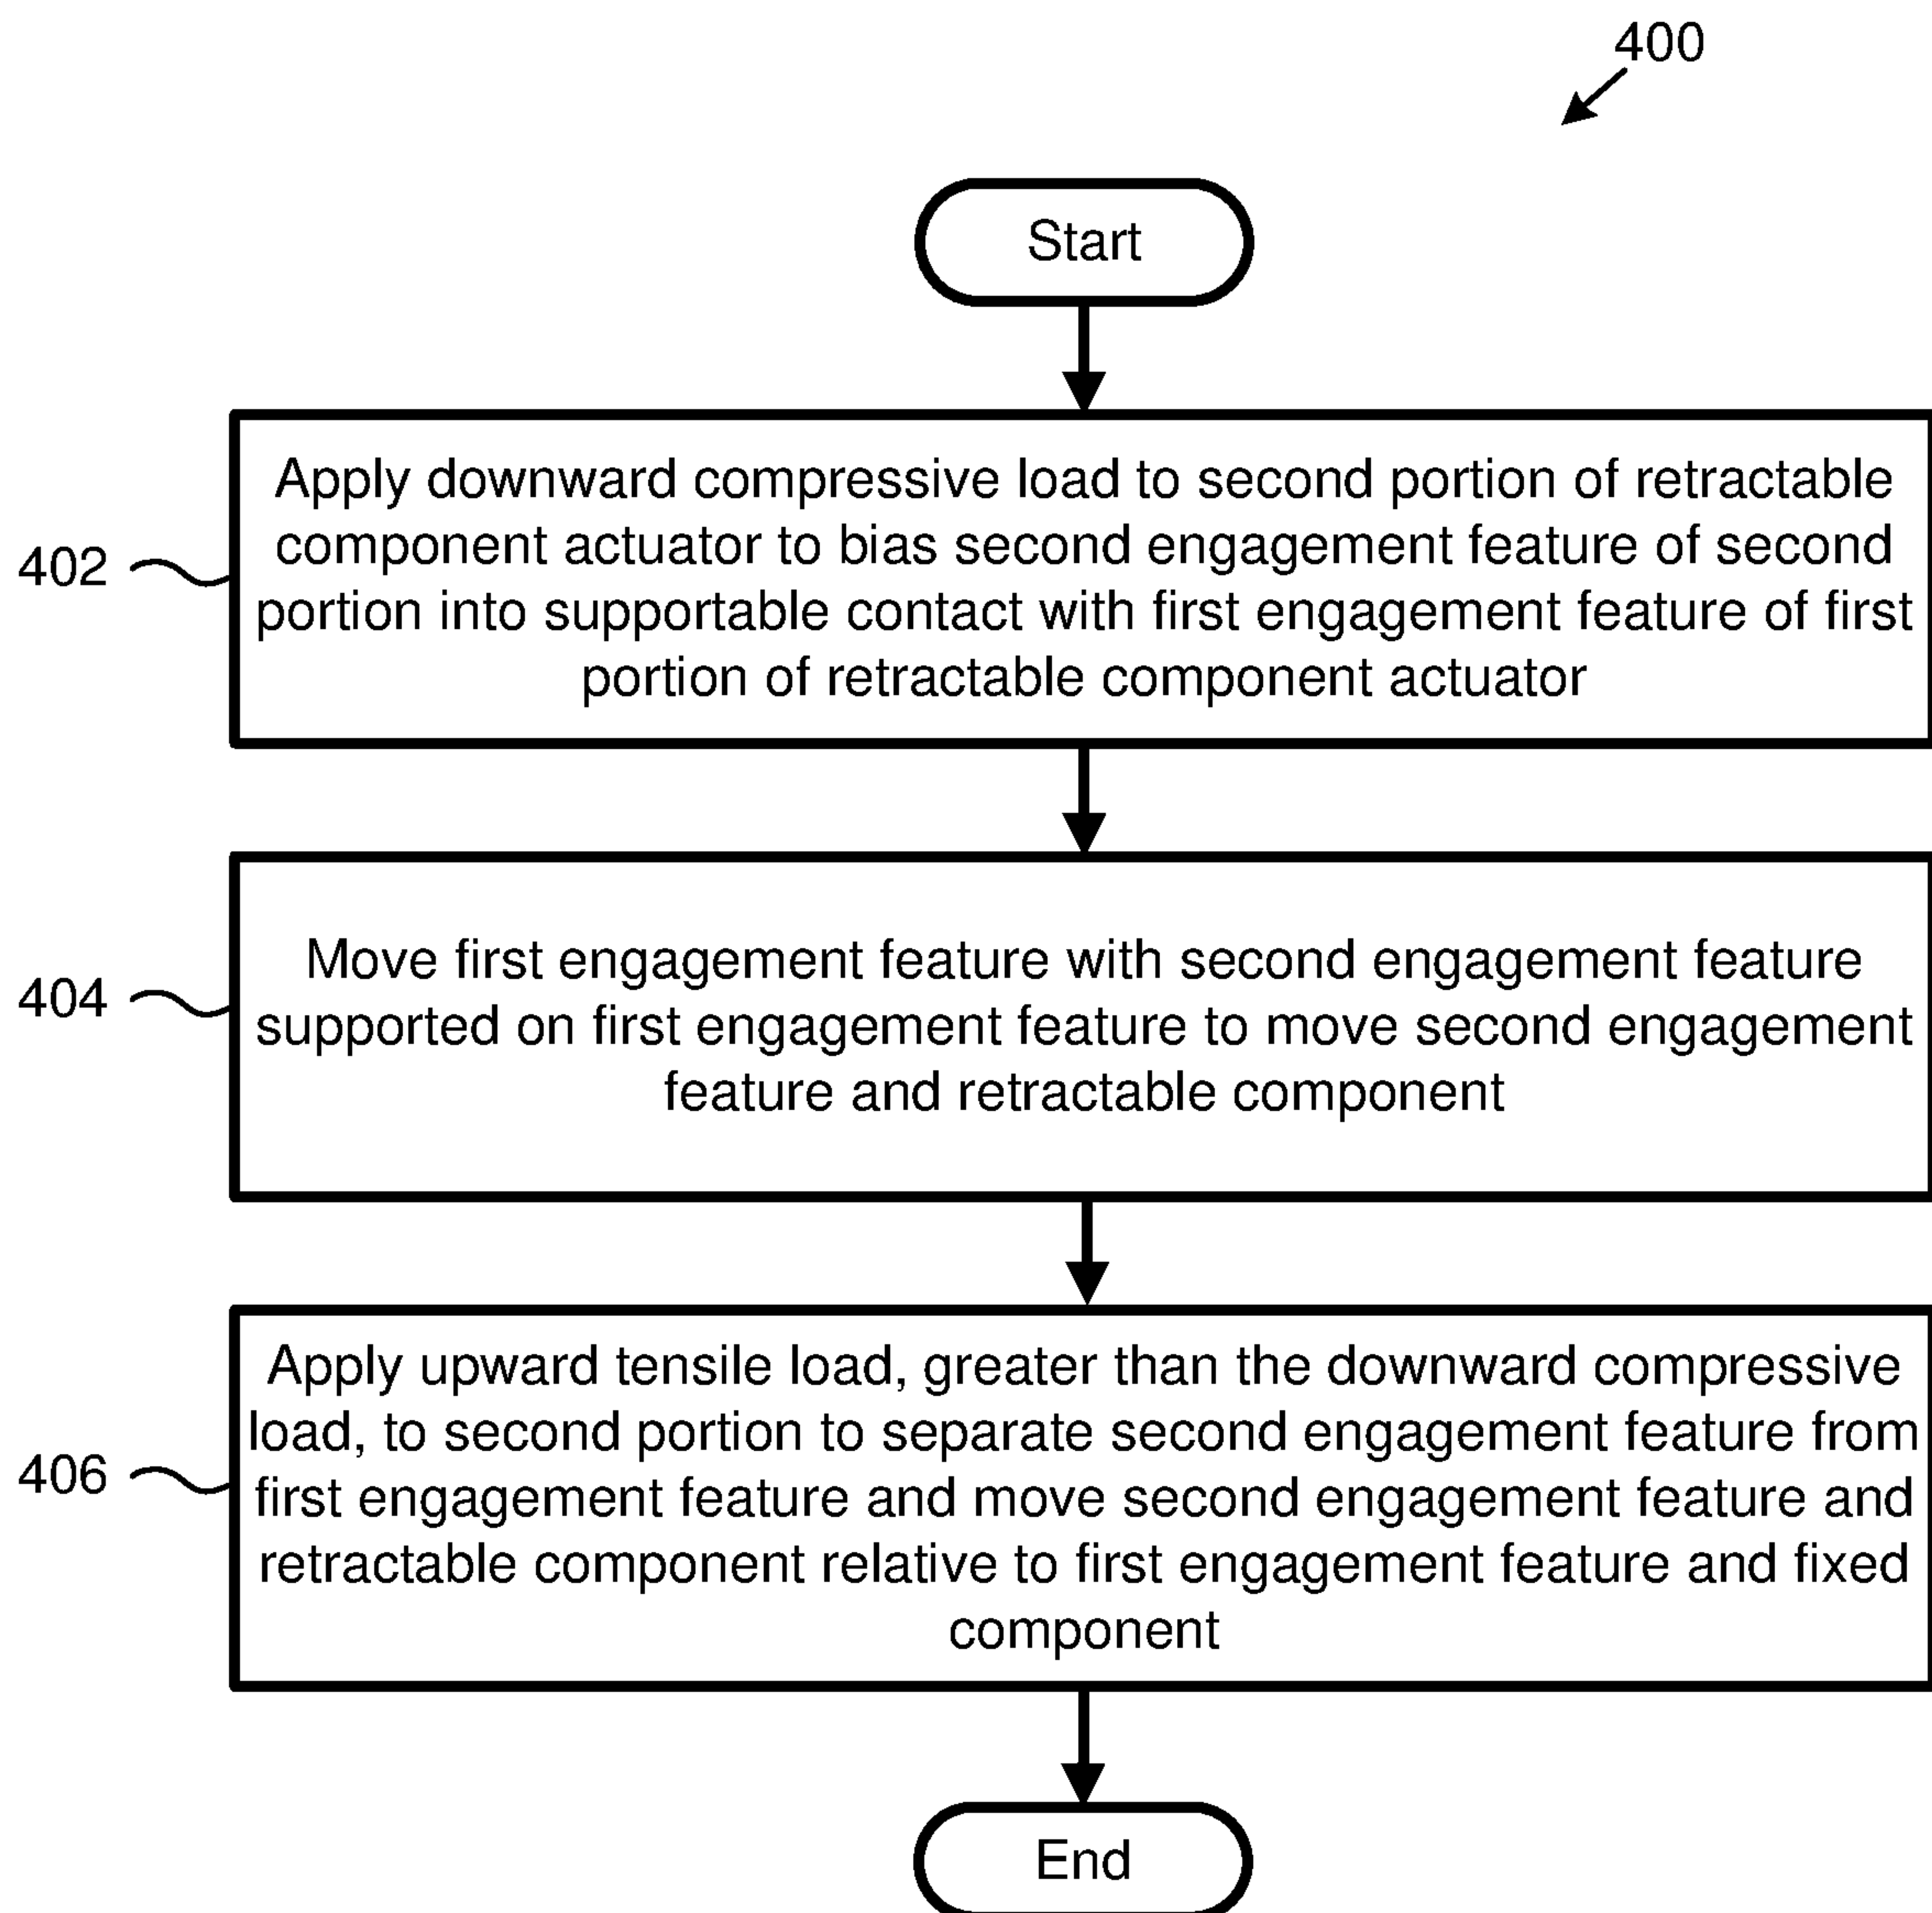 400
Start
402
Apply downward compressive load to second portion of retractable
component actuator to bias second engagement feature of second
portion into supportable contact with first engagement feature of first
portion of retractable component actuator
404
Move first engagement feature with second engagement feature
supported on first engagement feature to move second engagement
feature and retractable component
406
Apply upward tensile load, greater than the downward compressive
load, to second portion to separate second engagement feature from
first engagement feature and move second engagement feature and
retractable component relative to first engagement feature and fixed
component
End